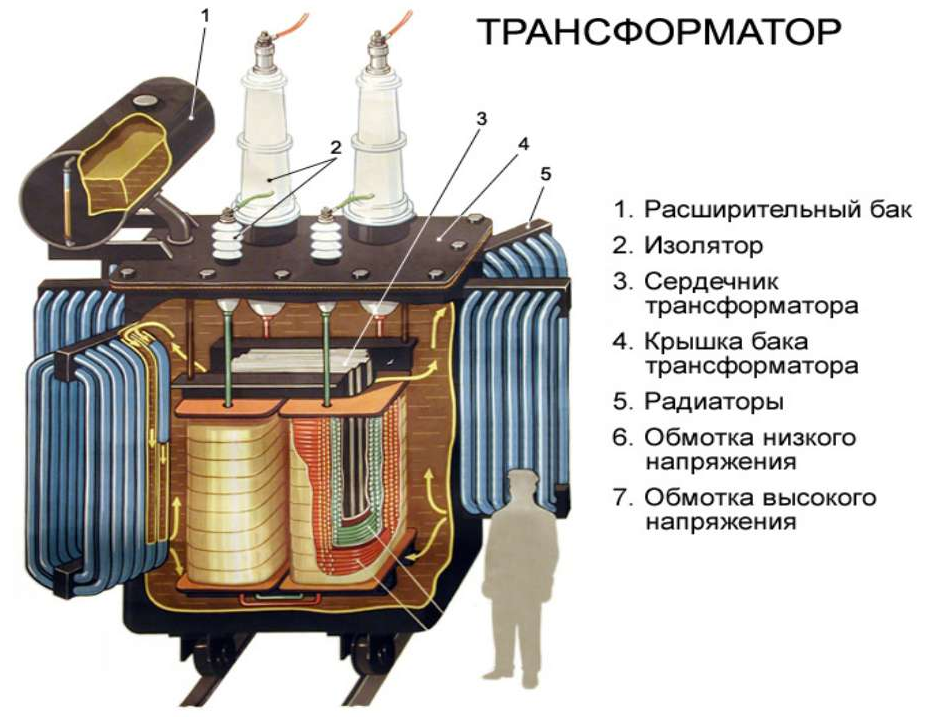 ТРАНСФОРМАТОР
1
2
3
4
5
1. Расширительный бак
2. Изолятор
3. Сердечник
трансформатора
4. Крышка бака
трансформатора
5. Радиаторы
6. Обмотка низкого
напряжения
7. Обмотка высокого
напряжения